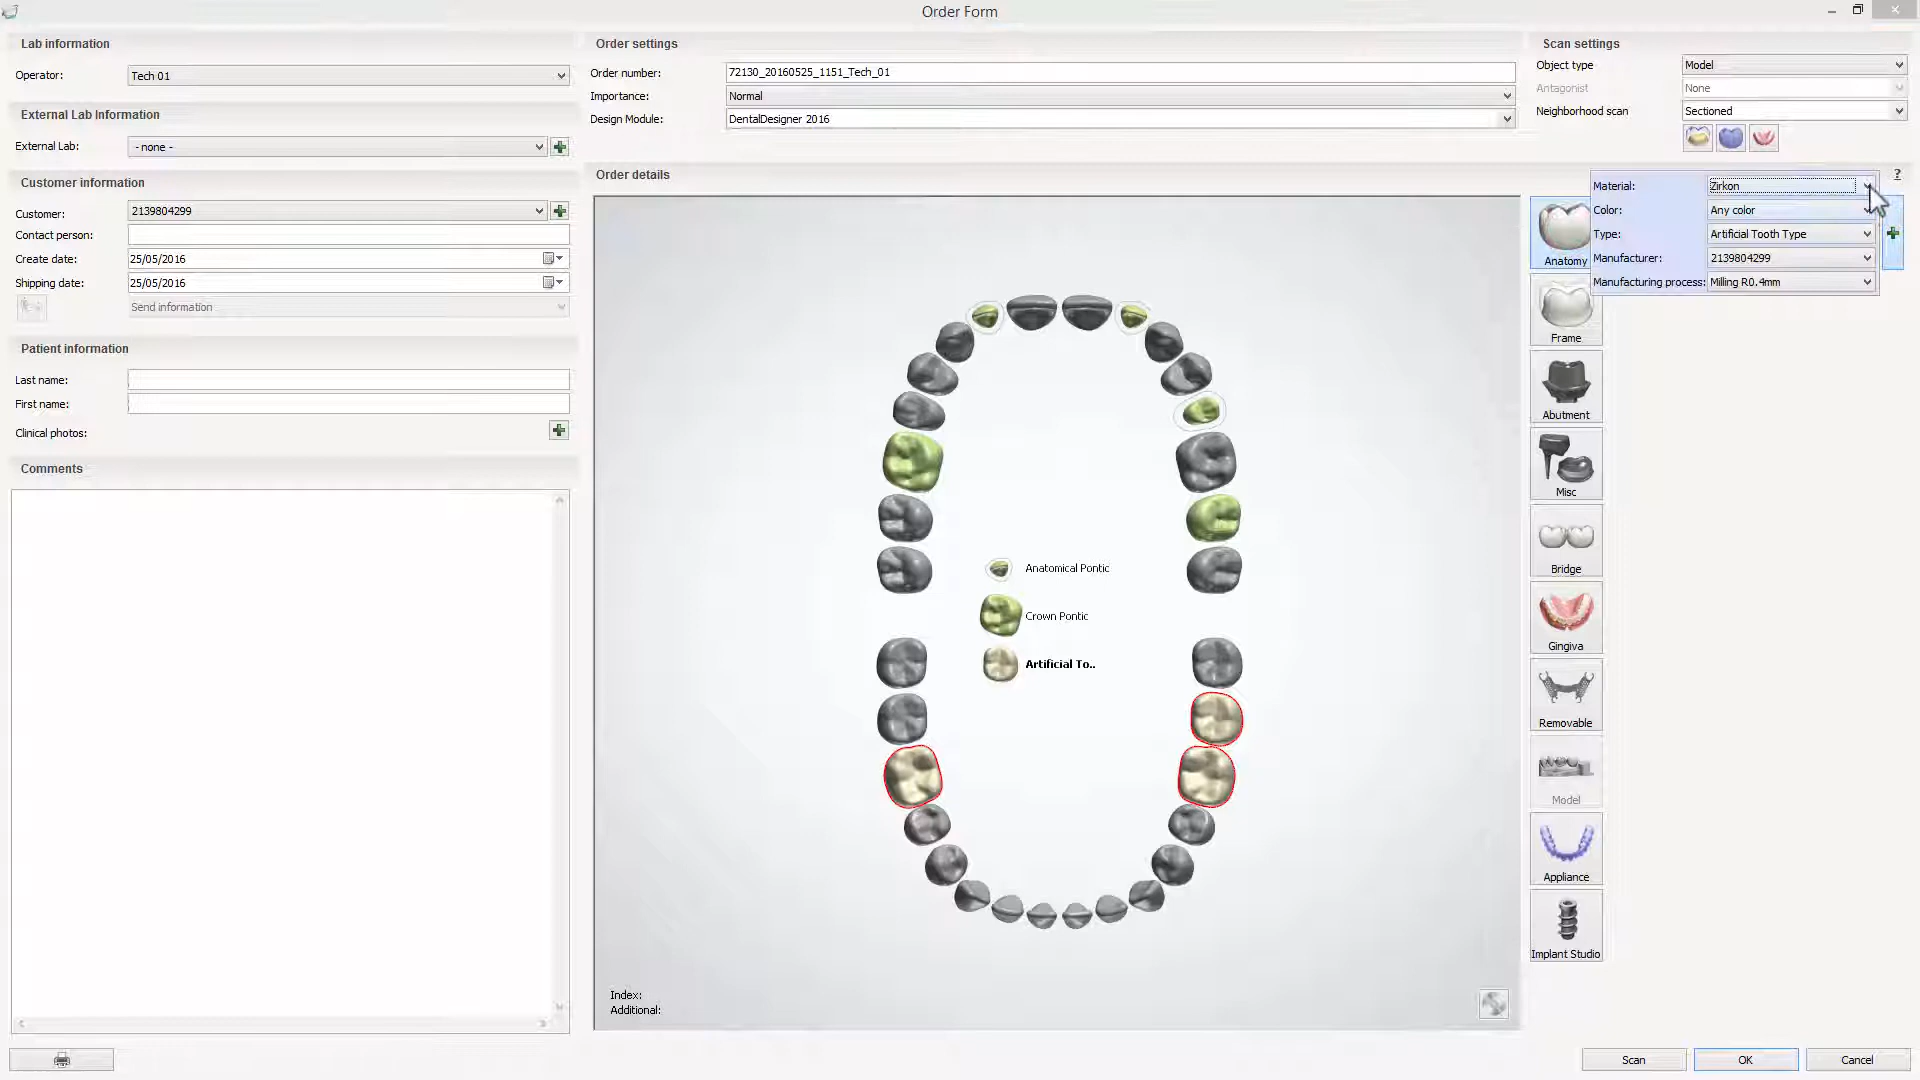 Order Form
Lab information
Operator:
Tech 01
External Lab Information
External Lab:
- none -
Customer information
Customer:
2139804299
Contact person:
Create date:
25/05/2016
Shipping date:
25/05/2016
Send information
Patient information
Last name:
First name:
Clinical photos:
Comments
Order settings
Order number:
72130_20160525_1151_Tech_01
Importance:
Normal
Design Module:
DentalDesigner 2016
Scan settings
Object type
Model
Antagonist
None
Neighborhood scan
Sectioned
Order details
?
Material:
Zirkon
Color:
Any color
Type:
Artificial Tooth Type
Manufacturer:
2139804299
Manufacturing process:
Milling R0.4mm
Anatomical Pontic
Crown Pontic
Artificial To..
Index:
Additional:
Anatomy
Frame
Abutment
Misc
Bridge
Gingiva
Removable
Model
Appliance
Implant Studio
Scan
OK
Cancel